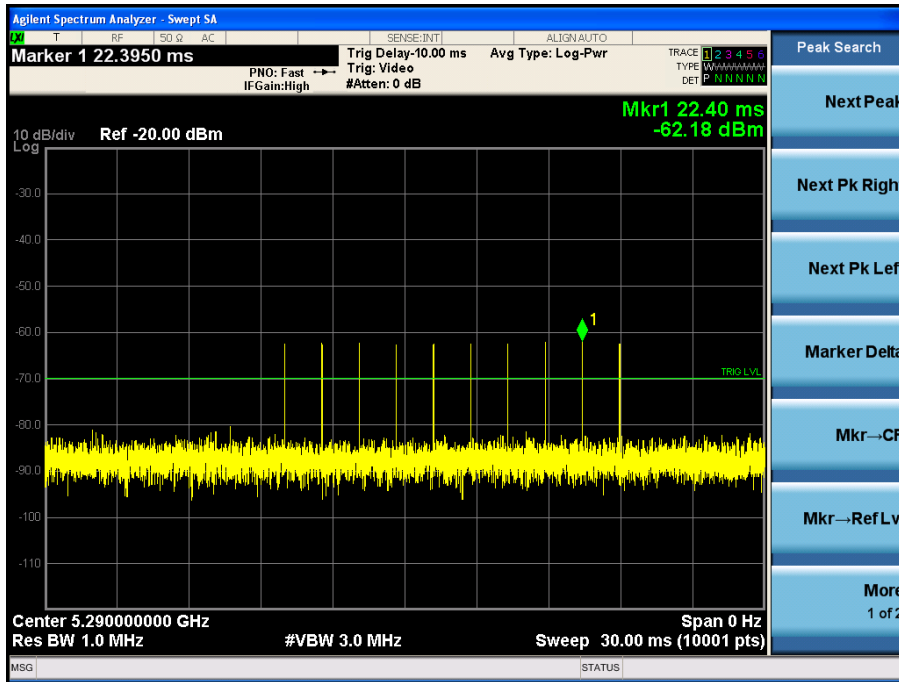 Agilent Spectrum Analyzer - Swept SA
LXI T RF 50 Ω AC SENSE:INT ALIGN AUTO
Marker 1 22.3950 ms
PNO: Fast
IFGain:High
Trig Delay-10.00 ms
Trig: Video
#Atten: 0 dB
Avg Type: Log-Pwr
TRACE 1 2 3 4 5 6
TYPE W
DET P N N N N N
Mkr1 22.40 ms
-62.18 dBm
10 dB/div
Log
Ref -20.00 dBm
-30.0
-40.0
-50.0
-60.0
-70.0
-80.0
-90.0
-100
-110
1
TRIG LVL
Center 5.290000000 GHz
Span 0 Hz
Res BW 1.0 MHz
#VBW 3.0 MHz
Sweep 30.00 ms (10001 pts)
MSG
STATUS
Peak Search
Next Peak
Next Pk Righ
Next Pk Lef
Marker Delta
Mkr→CF
Mkr→Ref Lv
More
1 of 2